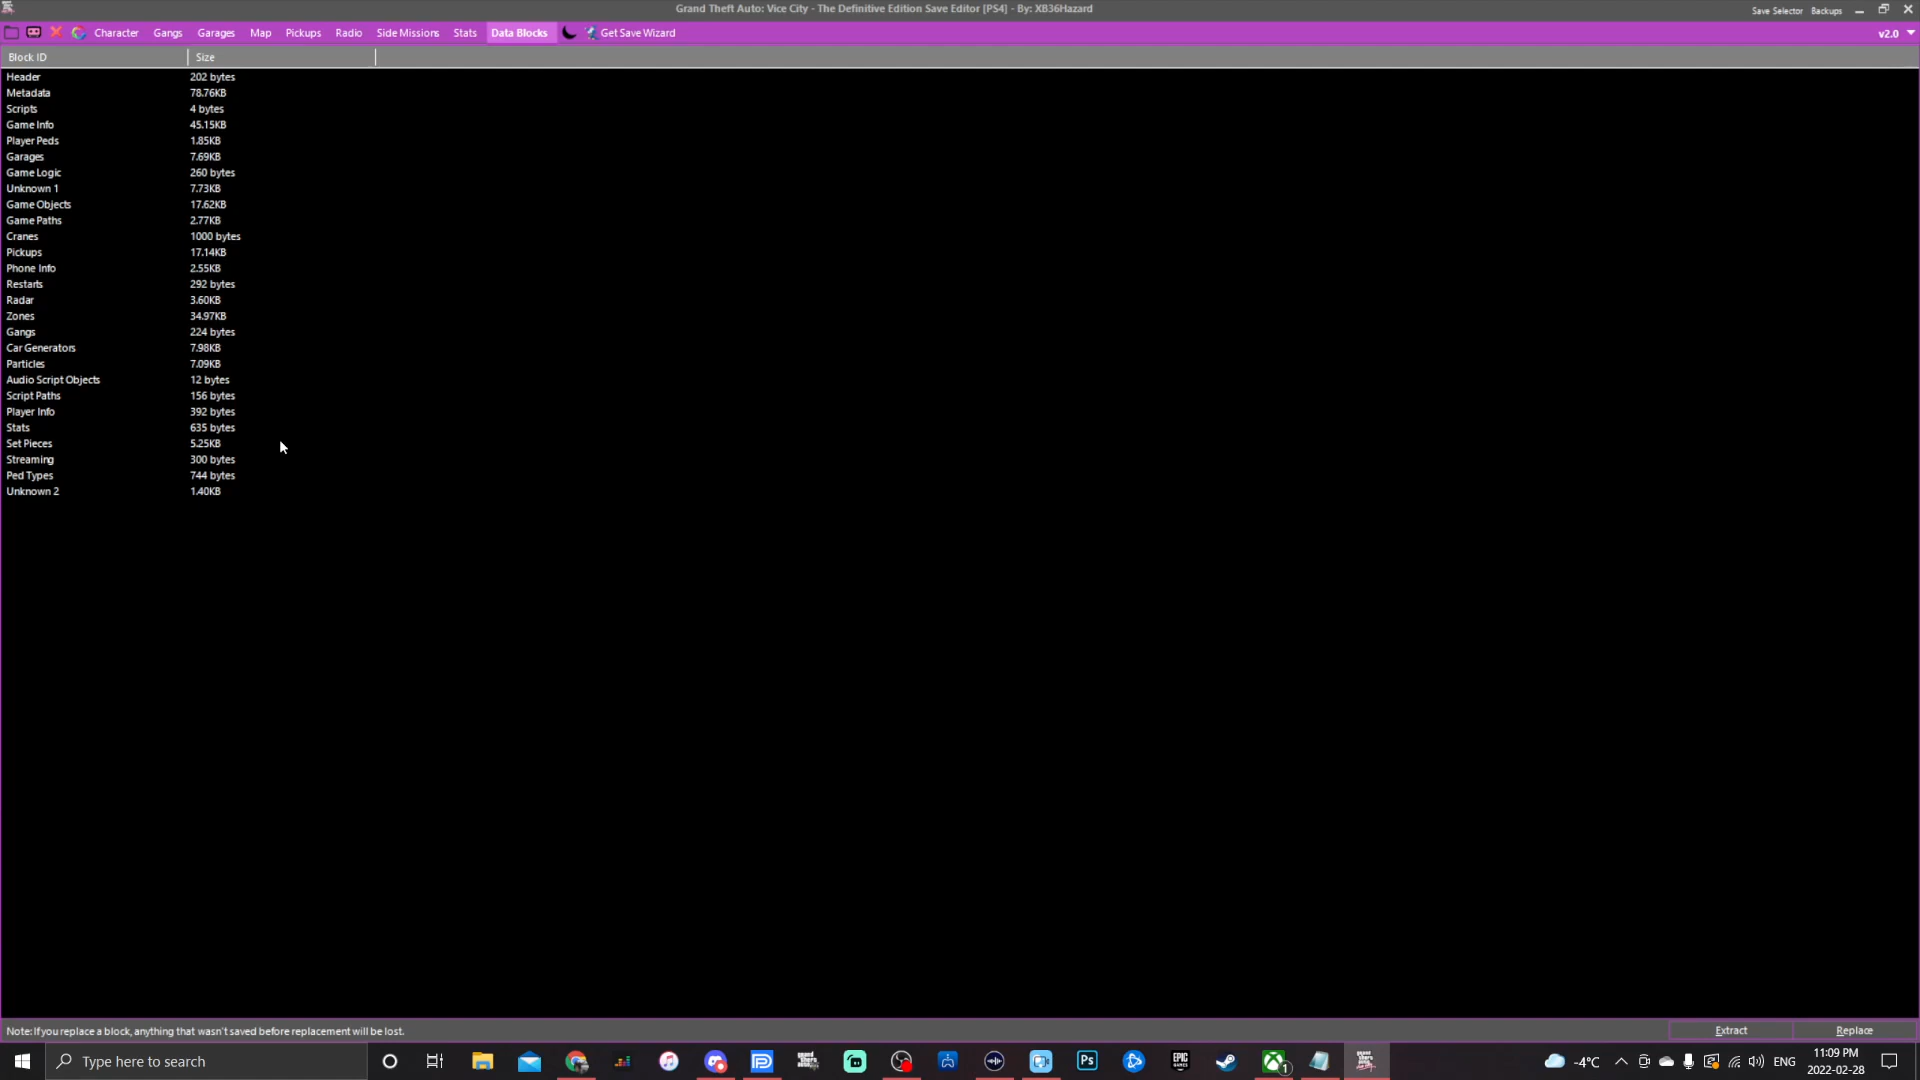 Grand Theft Auto: Vice City - The Definitive Edition Save Editor [PS4] - By: XB36Hazard
Save Selector Backups
Character Gangs Garages Map Pickups Radio Side Missions Stats Data Blocks Get Save Wizard v2.0
Block ID Size
Header 202 bytes
Metadata 78.76KB
Scripts 4 bytes
Game Info 45.15KB
Player Peds 1.85KB
Garages 7.69KB
Game Logic 260 bytes
Unknown 1 7.73KB
Game Objects 17.62KB
Game Paths 2.77KB
Cranes 1000 bytes
Pickups 17.14KB
Phone Info 2.55KB
Restarts 292 bytes
Radar 3.60KB
Zones 34.97KB
Gangs 224 bytes
Car Generators 7.98KB
Particles 7.09KB
Audio Script Objects 12 bytes
Script Paths 156 bytes
Player Info 392 bytes
Stats 635 bytes
Set Pieces 5.25KB
Streaming 300 bytes
Ped Types 744 bytes
Unknown 2 1.40KB
Note: If you replace a block, anything that wasn't saved before replacement will be lost.
Extract Replace
Type here to search
Ps
EPIC GAMES
1
-4°C
ENG
11:09 PM
2022-02-28